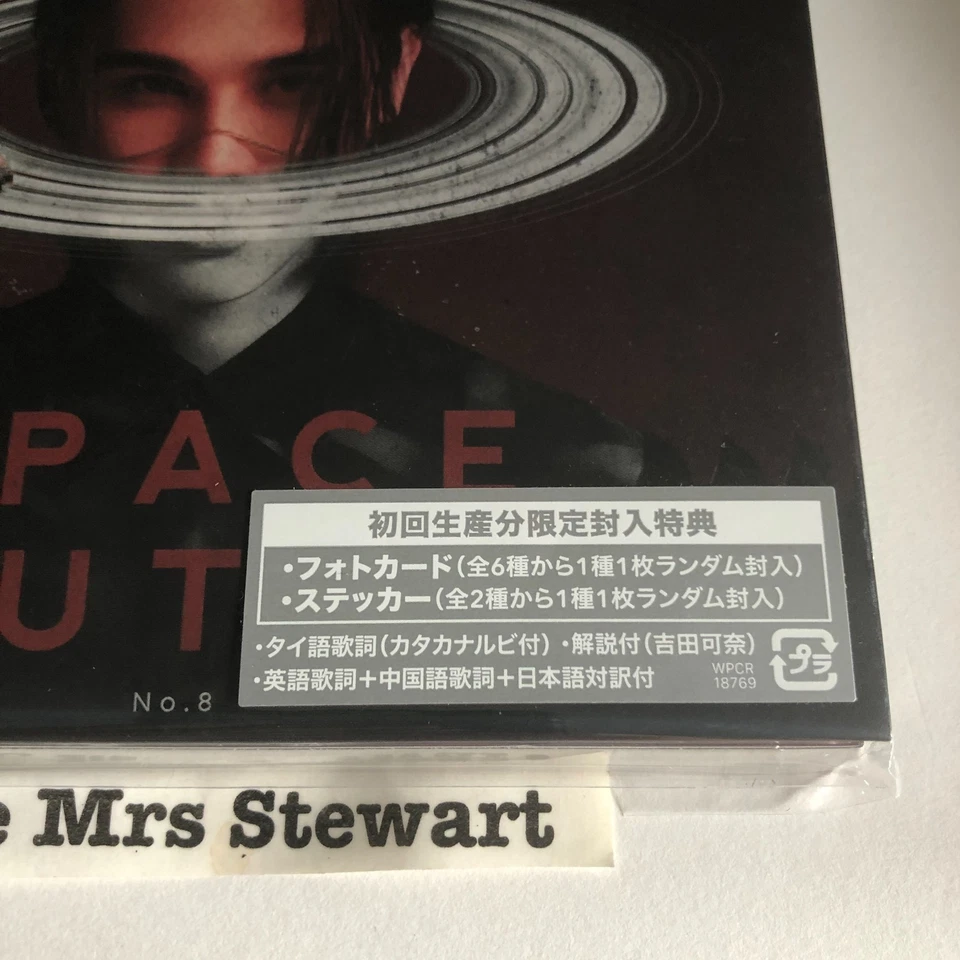 PACE
UT
No.8
初回生産分限定封入特典
・フォトカード(全6種から1種1枚ランダム封入)
・ステッカー(全2種から1種1枚ランダム封入)
・タイ語歌詞(カタカナルビ付)・解説付(吉田可奈)
・英語歌詞+中国語歌詞+日本語対訳付
WPCR
18769
プラ
e Mrs Stewart